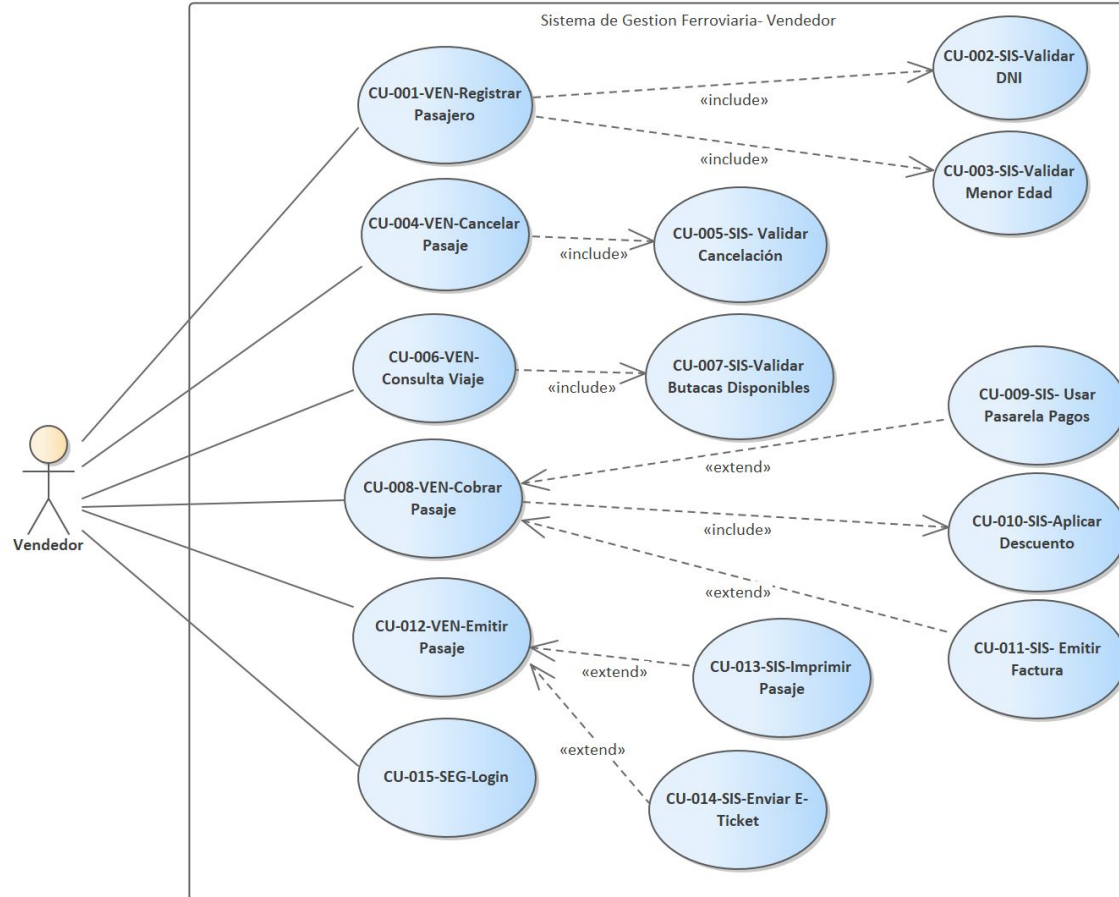 Sistema de Gestion Ferroviaria- Vendedor
CU-001-VEN-Registrar
Pasajero
«include»
CU-002-SIS-Validar
DNI
«include»
CU-003-SIS-Validar
Menor Edad
CU-004-VEN-Cancelar
Pasaje
«include»
CU-005-SIS- Validar
Cancelación
CU-006-VEN-
Consulta Viaje
«include»
CU-007-SIS-Validar
Butacas Disponibles
CU-009-SIS- Usar
Pasarela Pagos
«extend»
CU-008-VEN-Cobrar
Pasaje
«include»
CU-010-SIS-Aplicar
Descuento
Vendedor
«extend»
CU-011-SIS- Emitir
Factura
CU-012-VEN-Emitir
Pasaje
«extend»
CU-013-SIS-Imprimir
Pasaje
«extend»
CU-014-SIS-Enviar E-
Ticket
CU-015-SEG-Login